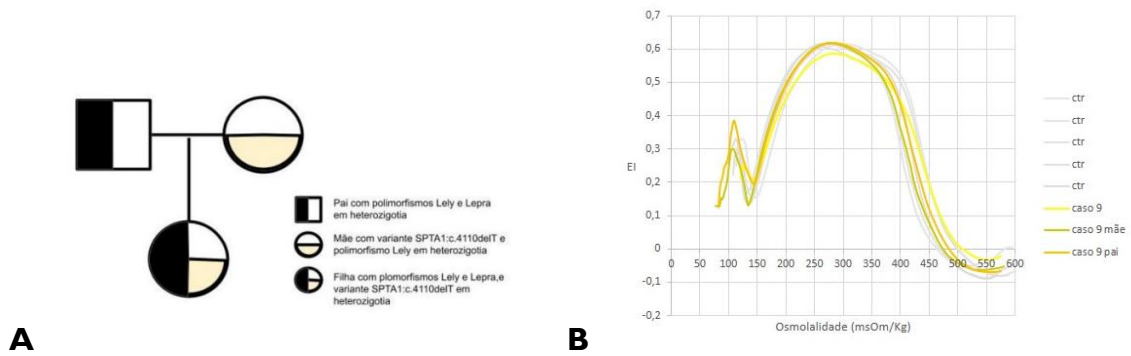 Pai com polimorfismos Lely e Lepra
em heterozigotia
Mãe com variante SPTA1:c.4110delT e
polimorfismo Lely em heterozigotia
Filha com plomorfismos Lely e Lepra,e
variante SPTA1:c.4110delT em
heterozigotia
A
0,7
0,6
0,5
0,4
0,3
0,2
0,1
0
-0,1
-0,2
EI
0 50 100 150 200 250 300 350 400 450 500 550 600
Osmolalidade (msOm/Kg)
ctr
ctr
ctr
ctr
ctr
caso 9
caso 9 mãe
caso 9 pai
B